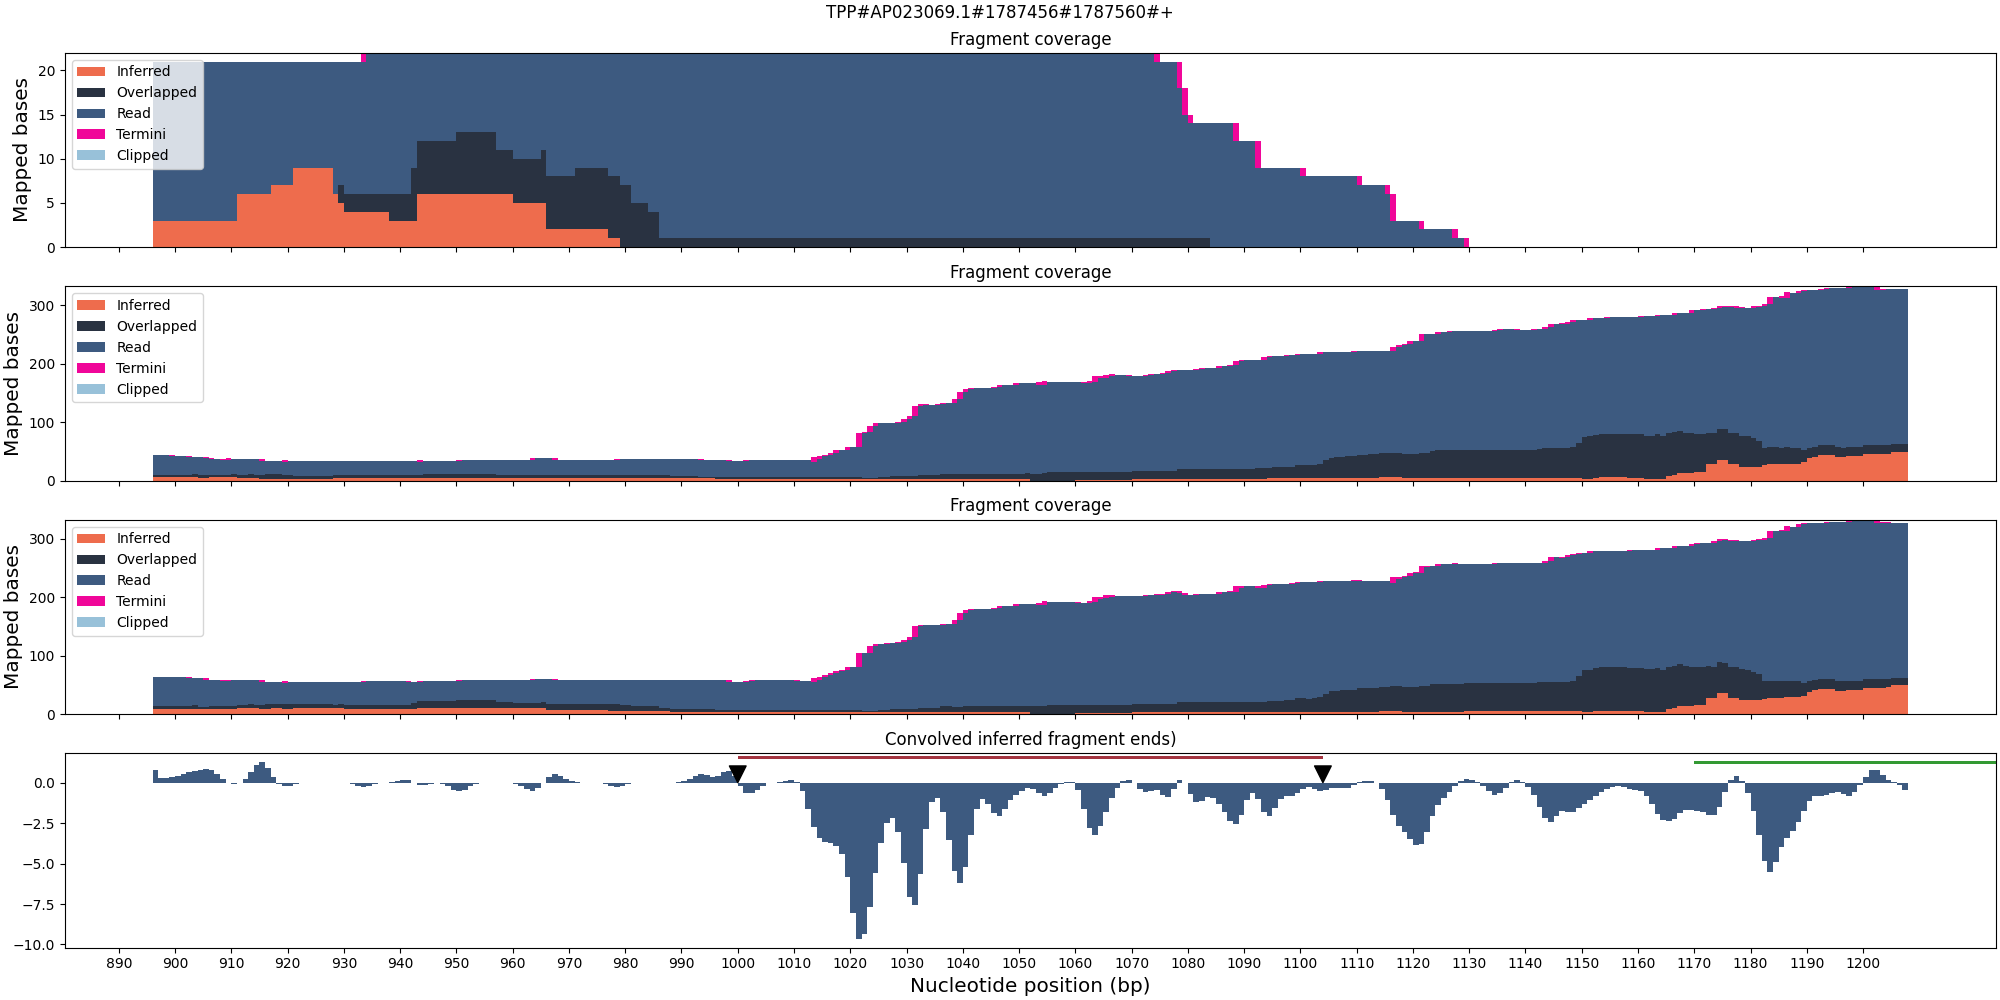 TPP#AP023069.1#1787456#1787560#+
Fragment coverage
Mapped bases
20
15
10
5
0
Inferred
Overlapped
Read
Termini
Clipped
Fragment coverage
Mapped bases
300
200
100
0
Inferred
Overlapped
Read
Termini
Clipped
Fragment coverage
Mapped bases
300
200
100
0
Inferred
Overlapped
Read
Termini
Clipped
Convolved inferred fragment ends)
0.0
−2.5
−5.0
−7.5
−10.0
890 900 910 920 930 940 950 960 970 980 990 1000 1010 1020 1030 1040 1050 1060 1070 1080 1090 1100 1110 1120 1130 1140 1150 1160 1170 1180 1190 1200
Nucleotide position (bp)